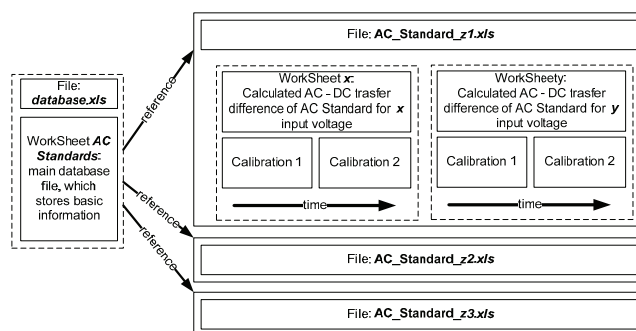 File: AC_Standard_z1.xls
File:
database.xls
WorkSheet AC
Standards:
main database
file, which
stores basic
information
reference
reference
reference
WorkSheet x:
Calculated AC - DC trasfer
difference of AC Standard for x
input voltage
Calibration 1
Calibration 2
time
WorkSheety:
Calculated AC - DC trasfer
difference of AC Standard for y
input voltage
Calibration 1
Calibration 2
time
File: AC_Standard_z2.xls
File: AC_Standard_z3.xls